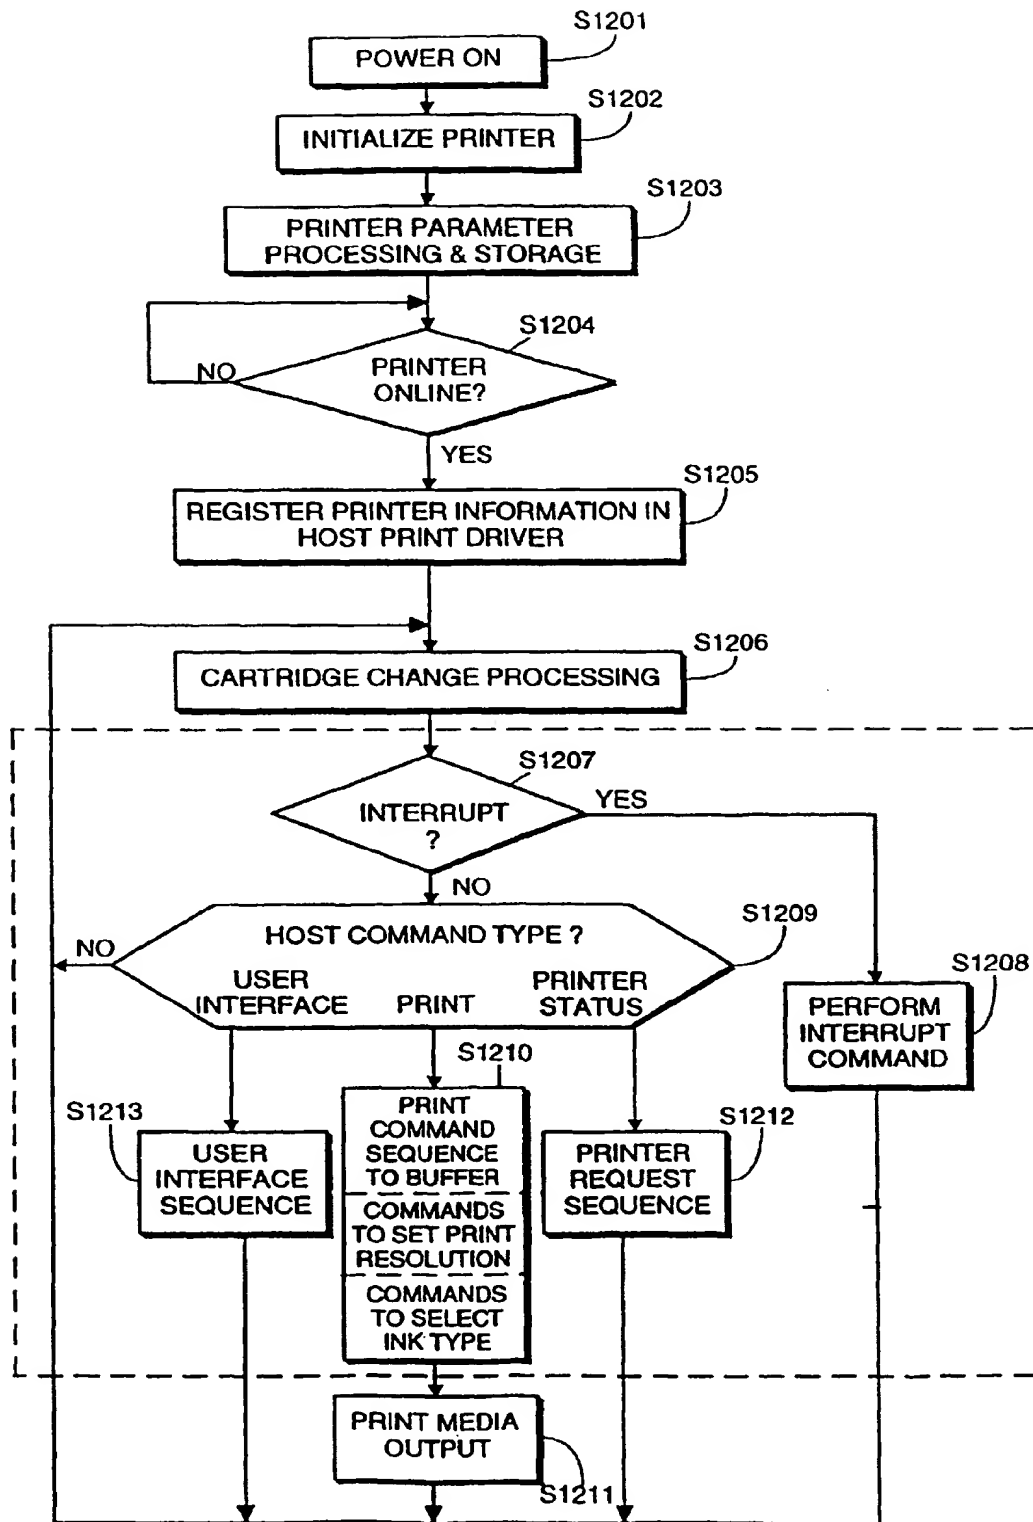 S1201
POWER ON
S1202
INITIALIZE PRINTER
S1203
PRINTER PARAMETER
PROCESSING & STORAGE
S1204
PRINTER
ONLINE?
NO
YES
S1205
REGISTER PRINTER INFORMATION IN
HOST PRINT DRIVER
S1206
CARTRIDGE CHANGE PROCESSING
S1207
INTERRUPT
?
YES
NO
S1209
HOST COMMAND TYPE ?
NO
USER
INTERFACE
PRINT
PRINTER
STATUS
S1208
PERFORM
INTERRUPT
COMMAND
S1210
PRINT
COMMAND
SEQUENCE
TO BUFFER
COMMANDS
TO SET PRINT
RESOLUTION
COMMANDS
TO SELECT
INK TYPE
S1213
USER
INTERFACE
SEQUENCE
S1212
PRINTER
REQUEST
SEQUENCE
PRINT MEDIA
OUTPUT
S1211